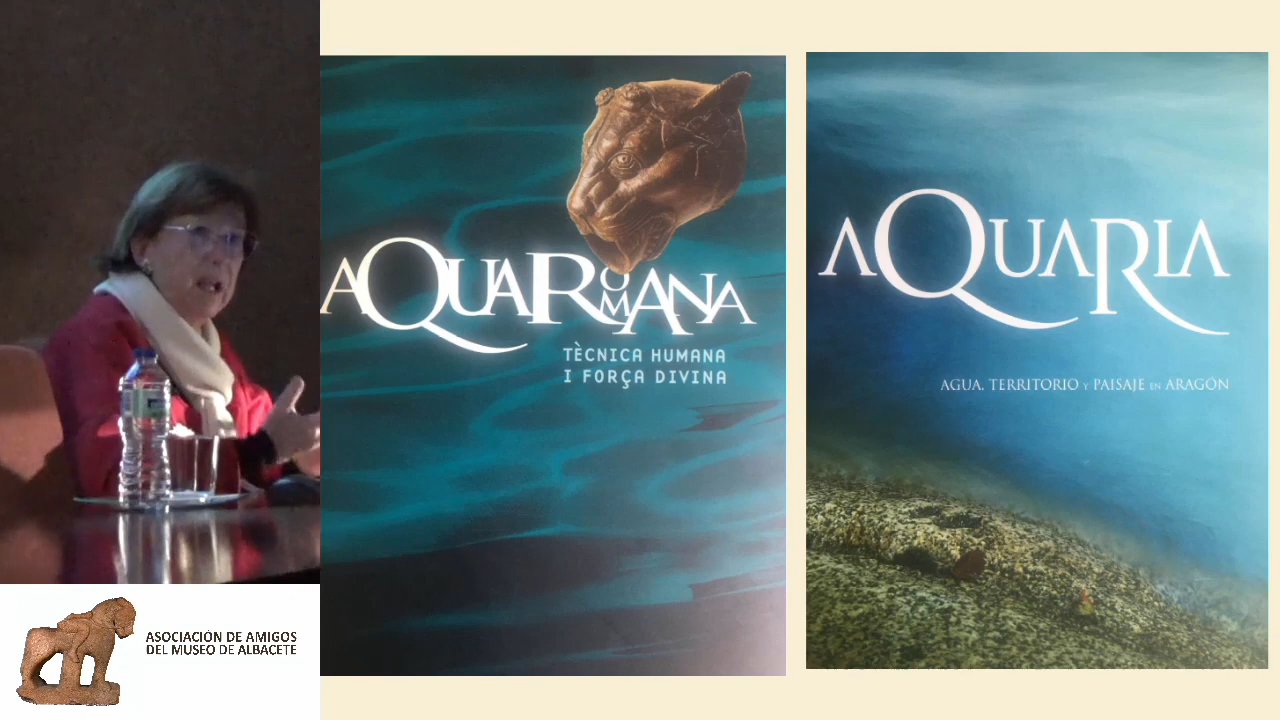 AQUAROMANA
TÈCNICA HUMANA
I FORÇA DIVINA
AQUARIA
AGUA, TERRITORIO Y PAISAJE EN ARAGÓN
ASOCIACIÓN DE AMIGOS
DEL MUSEO DE ALBACETE